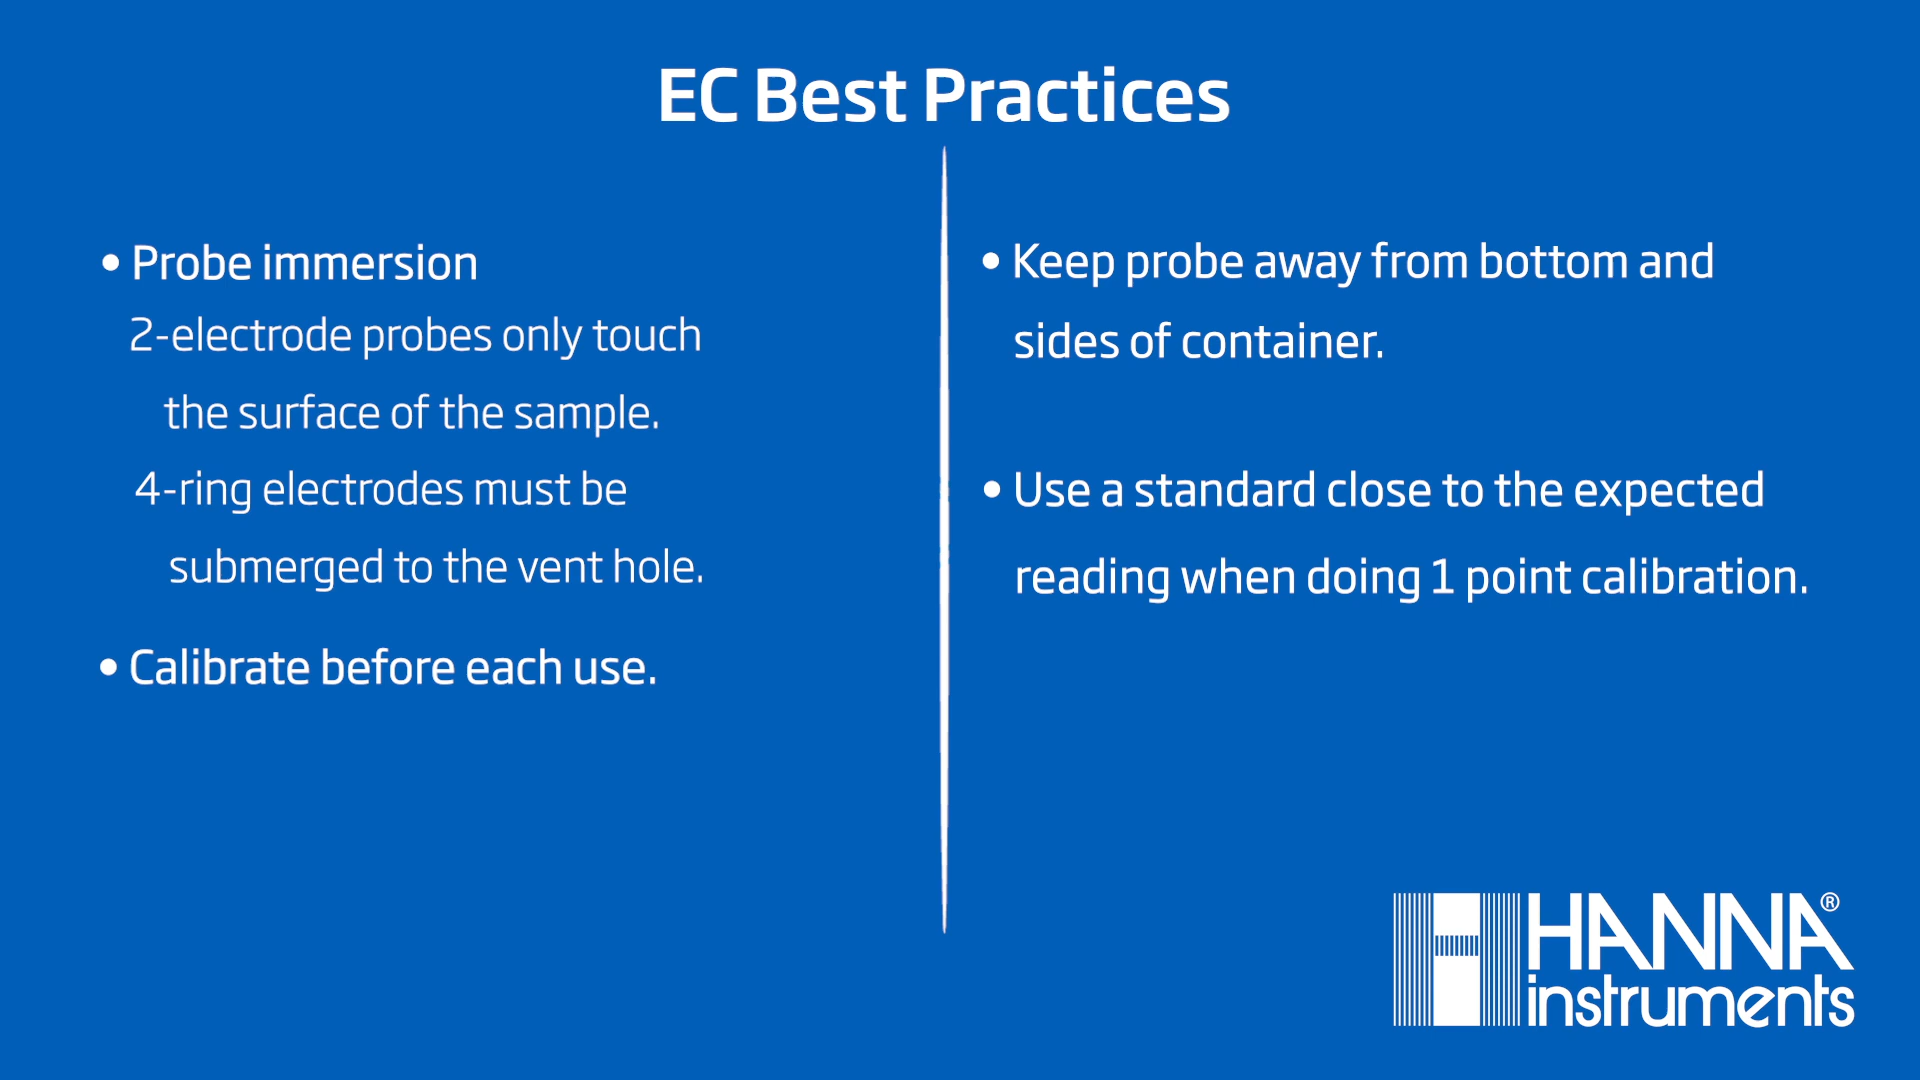 EC Best Practices
• Probe immersion
2-electrode probes only touch
the surface of the sample.
4-ring electrodes must be
submerged to the vent hole.
• Calibrate before each use.
• Keep probe away from bottom and
sides of container.
• Use a standard close to the expected
reading when doing 1 point calibration.
HANNA®
instruments